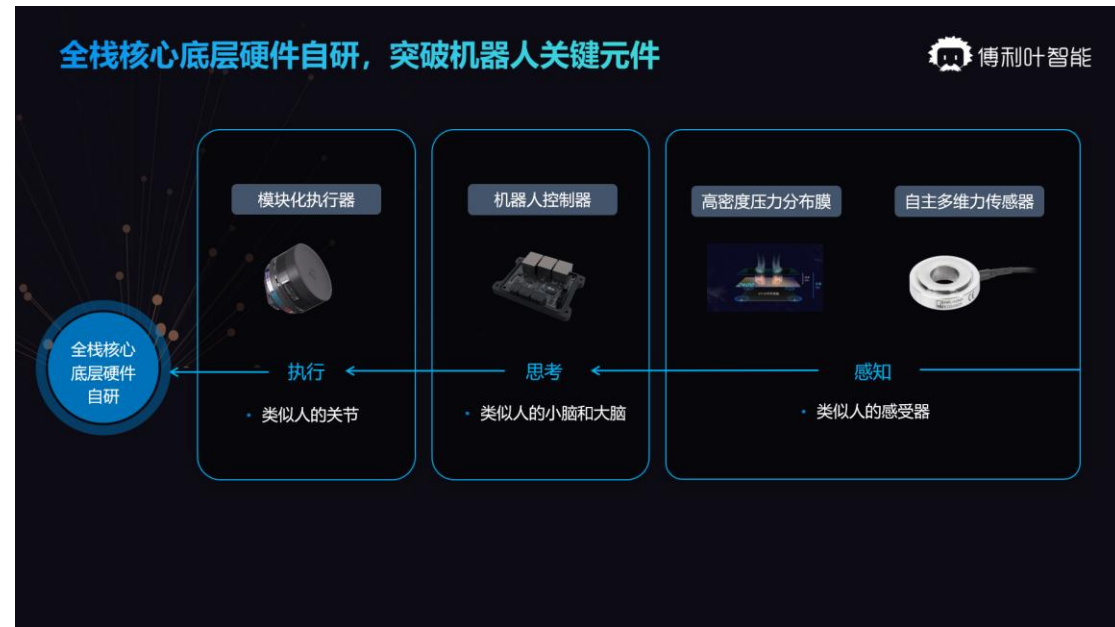 全栈核心底层硬件自研，突破机器人关键元件
傅利叶智能
模块化执行器
机器人控制器
高密度压力分布膜
自主多维力传感器
全栈核心
底层硬件
自研
执行
思考
感知
• 类似人的关节
• 类似人的小脑和大脑
• 类似人的感受器